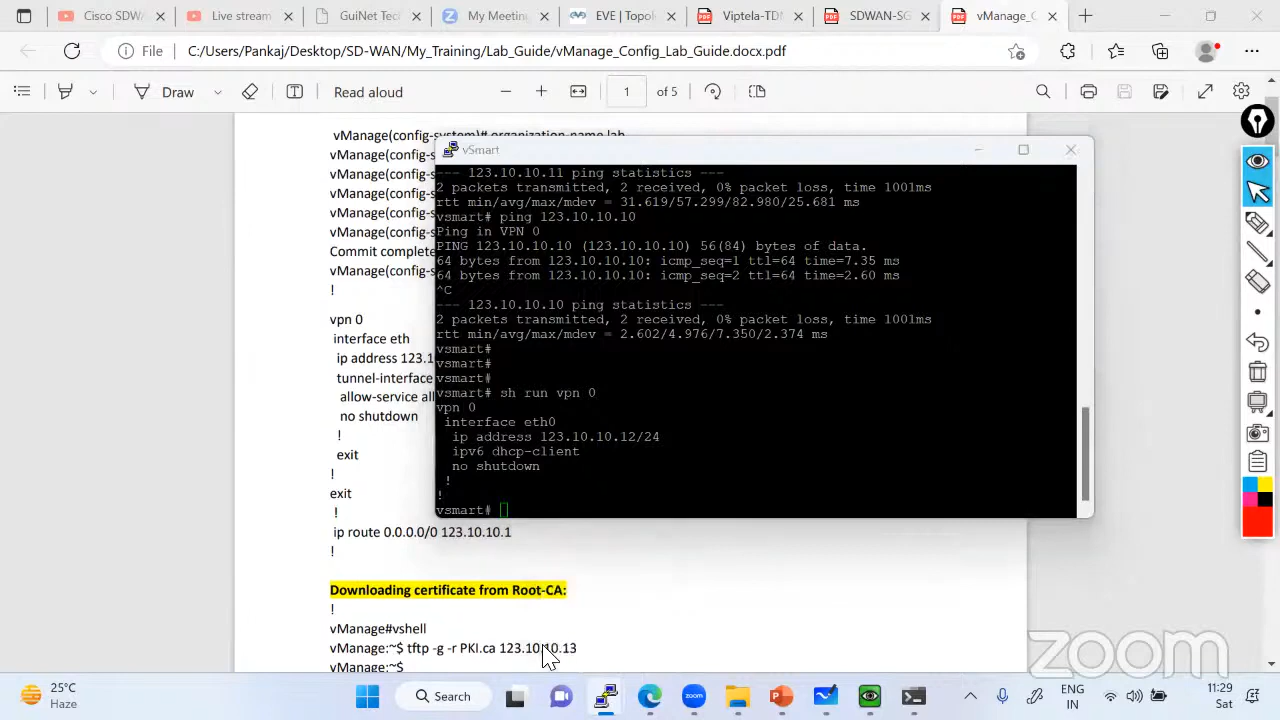 Cisco SD
Live stream
GuiNet Tec
My Meetin
EVE | Topol
Viptela-TDN
SDWAN-SG
vManage_C
File
C:/Users/Pankaj/Desktop/SD-WAN/My_Training/Lab_Guide/vManage_Config_Lab_Guide.docx.pdf
Draw
Read aloud
1
of 5
vManage(config-system)# organization-name lab
vManage(config-s
vManage(config-s
vManage(config-s
vManage(config-s
vManage(config-s
Commit complete
vManage(config-s
!
vpn 0
interface eth
ip address 123.1
tunnel-interface
allow-service all
no shutdown
!
exit
!
exit
!
ip route 0.0.0.0/0 123.10.10.1
!
Downloading certificate from Root-CA:
!
vManage#vshell
vManage:~$ tftp -g -r PKI.ca 123.10.10.13
vManage:~$
vSmart
--- 123.10.10.11 ping statistics ---
2 packets transmitted, 2 received, 0% packet loss, time 1001ms
rtt min/avg/max/mdev = 31.619/57.299/82.980/25.681 ms
vsmart# ping 123.10.10.10
Ping in VPN 0
PING 123.10.10.10 (123.10.10.10) 56(84) bytes of data.
64 bytes from 123.10.10.10: icmp_seq=1 ttl=64 time=7.35 ms
64 bytes from 123.10.10.10: icmp_seq=2 ttl=64 time=2.60 ms
^C
--- 123.10.10.10 ping statistics ---
2 packets transmitted, 2 received, 0% packet loss, time 1001ms
rtt min/avg/max/mdev = 2.602/4.976/7.350/2.374 ms
vsmart#
vsmart#
vsmart#
vsmart# sh run vpn 0
vpn 0
interface eth0
ip address 123.10.10.12/24
ipv6 dhcp-client
no shutdown
!
!
vsmart#
zoom
25°C
Haze
Search
zoom
ENG
IN
11:29
Sat